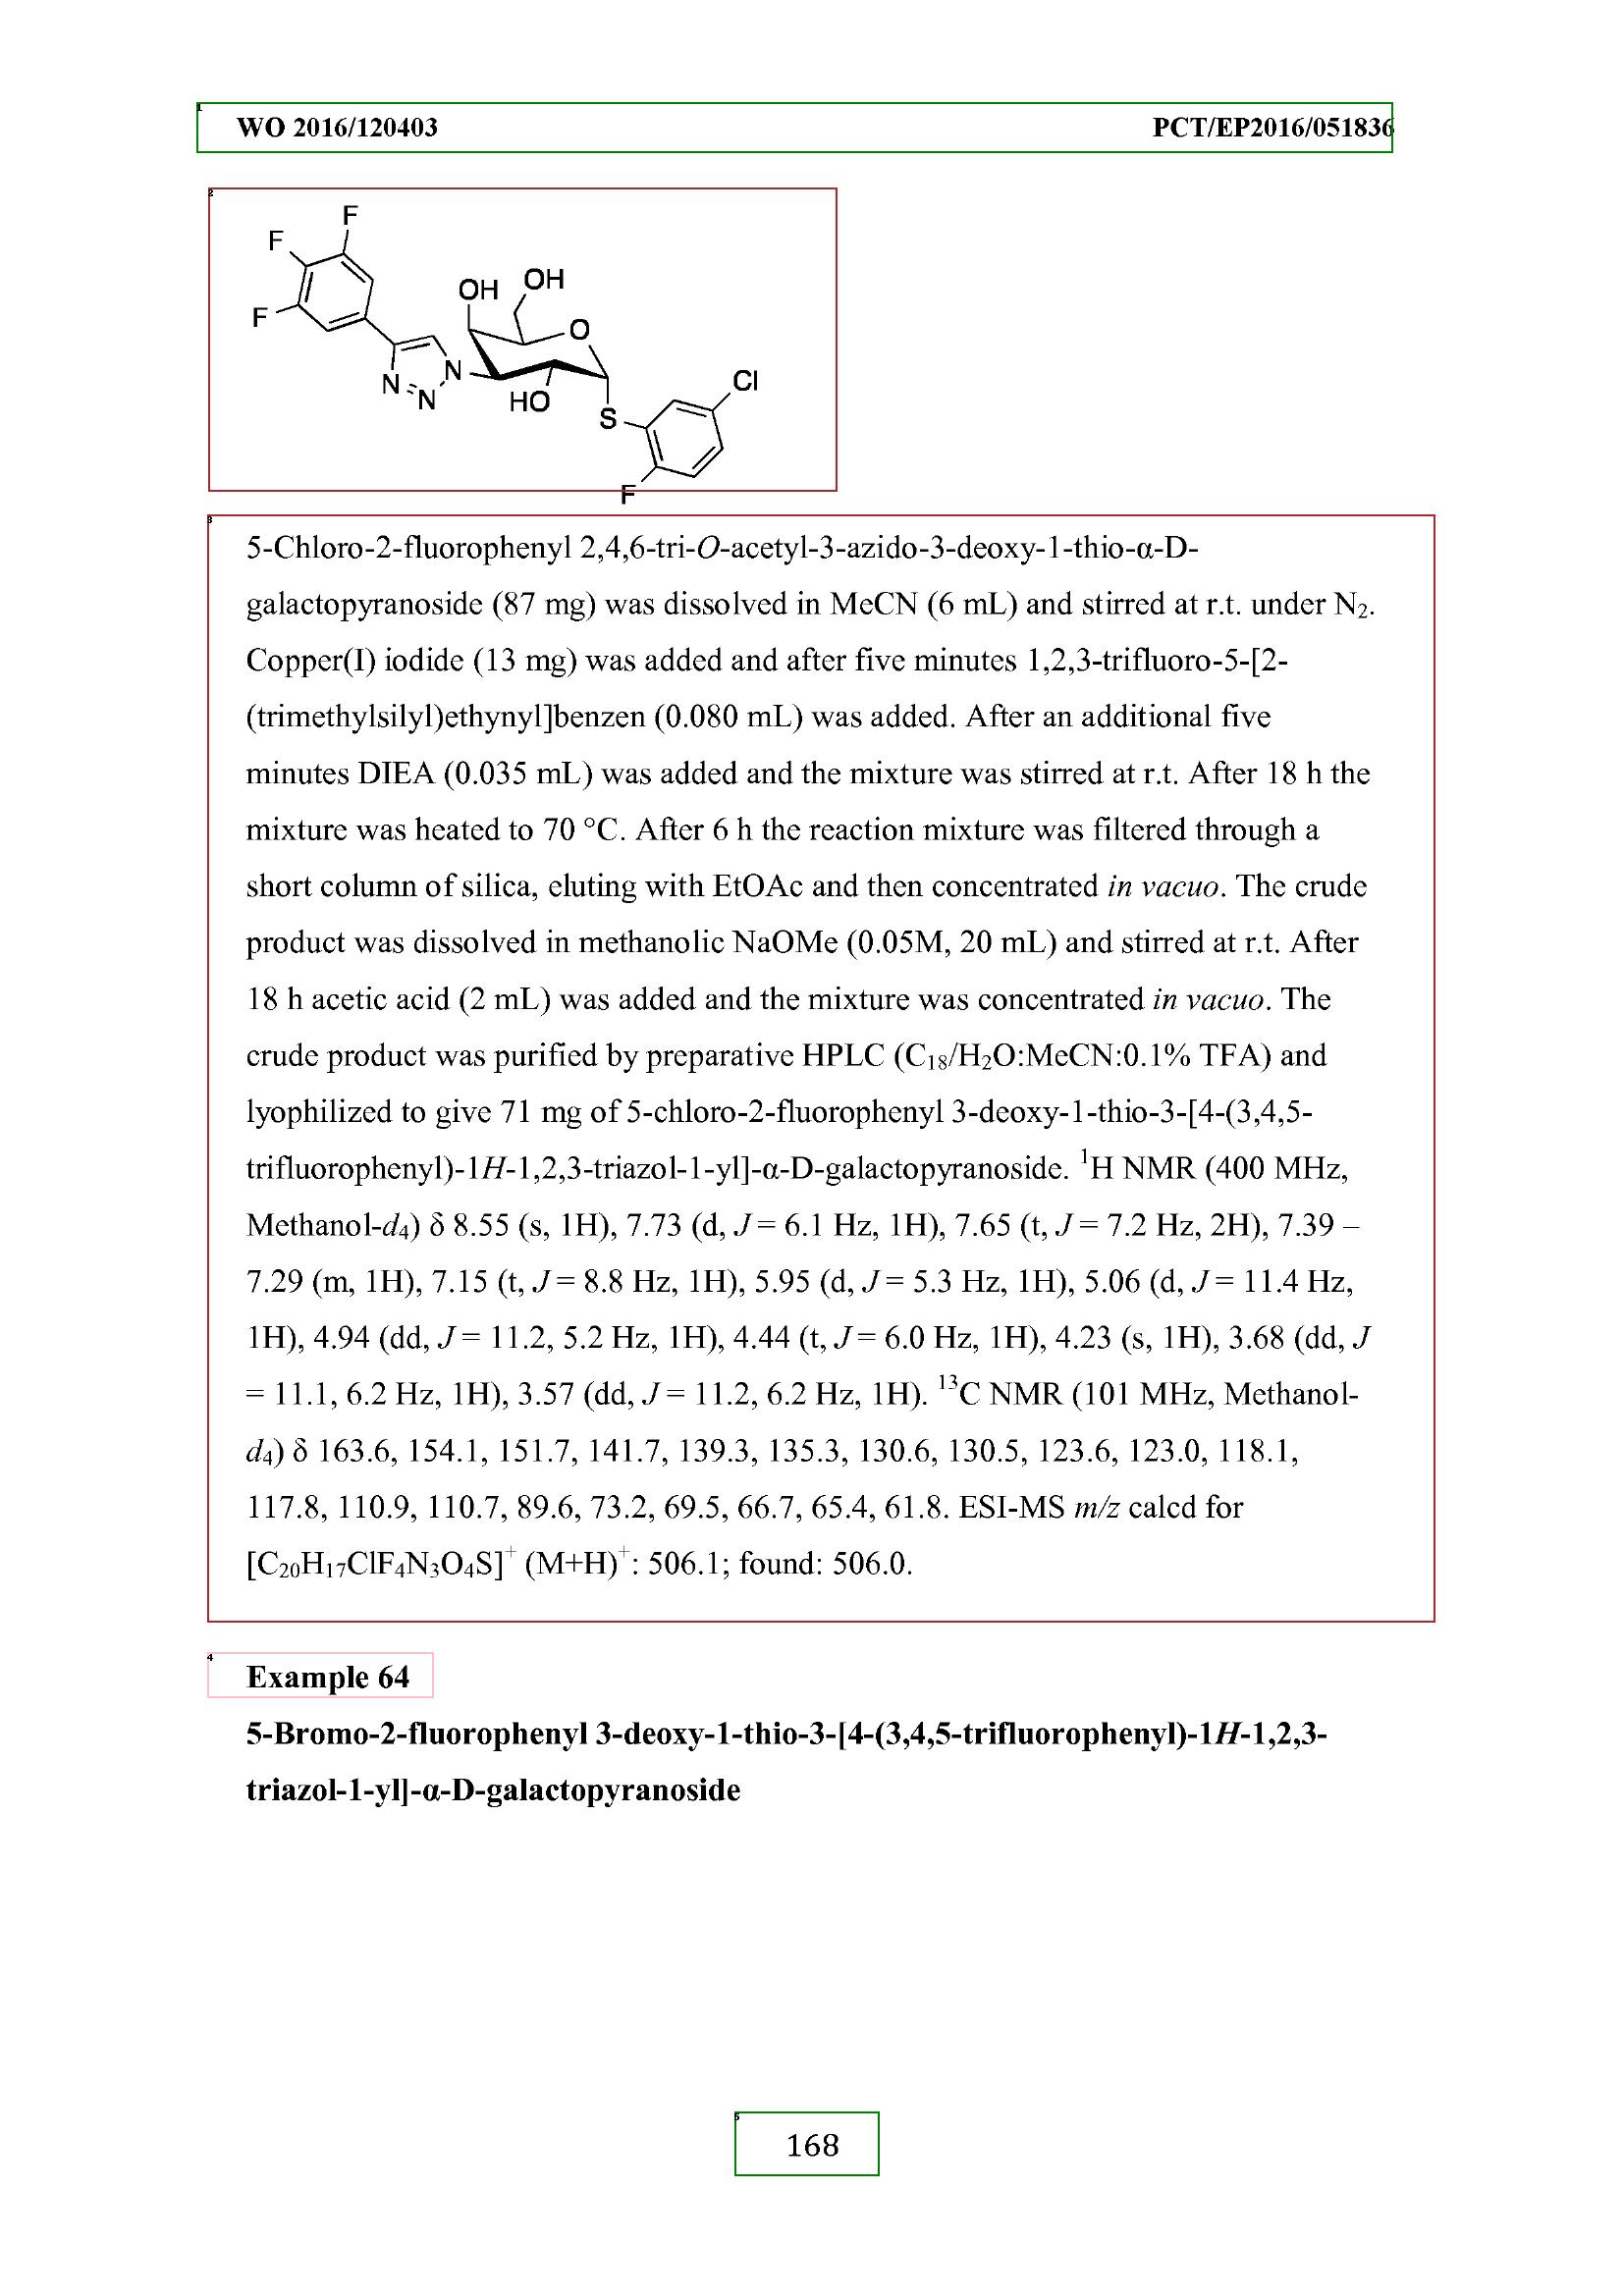 WO 2016/120403 PCT/EP2016/051836
F
F
F
OH
OH
O
N
N
N
HO
S
Cl
F
5-Chloro-2-fluorophenyl 2,4,6-tri-O-acetyl-3-azido-3-deoxy-1-thio-α-D-
galactopyranoside (87 mg) was dissolved in MeCN (6 mL) and stirred at r.t. under N₂.
Copper(I) iodide (13 mg) was added and after five minutes 1,2,3-trifluoro-5-[2-
(trimethylsilyl)ethynyl]benzen (0.080 mL) was added. After an additional five
minutes DIEA (0.035 mL) was added and the mixture was stirred at r.t. After 18 h the
mixture was heated to 70 °C. After 6 h the reaction mixture was filtered through a
short column of silica, eluting with EtOAc and then concentrated in vacuo. The crude
product was dissolved in methanolic NaOMe (0.05M, 20 mL) and stirred at r.t. After
18 h acetic acid (2 mL) was added and the mixture was concentrated in vacuo. The
crude product was purified by preparative HPLC (C₁₈/H₂O:MeCN:0.1% TFA) and
lyophilized to give 71 mg of 5-chloro-2-fluorophenyl 3-deoxy-1-thio-3-[4-(3,4,5-
trifluorophenyl)-1H-1,2,3-triazol-1-yl]-α-D-galactopyranoside. ¹H NMR (400 MHz,
Methanol-d₄) δ 8.55 (s, 1H), 7.73 (d, J = 6.1 Hz, 1H), 7.65 (t, J = 7.2 Hz, 2H), 7.39 –
7.29 (m, 1H), 7.15 (t, J = 8.8 Hz, 1H), 5.95 (d, J = 5.3 Hz, 1H), 5.06 (d, J = 11.4 Hz,
1H), 4.94 (dd, J = 11.2, 5.2 Hz, 1H), 4.44 (t, J = 6.0 Hz, 1H), 4.23 (s, 1H), 3.68 (dd, J
= 11.1, 6.2 Hz, 1H), 3.57 (dd, J = 11.2, 6.2 Hz, 1H). ¹³C NMR (101 MHz, Methanol-
d₄) δ 163.6, 154.1, 151.7, 141.7, 139.3, 135.3, 130.6, 130.5, 123.6, 123.0, 118.1,
117.8, 110.9, 110.7, 89.6, 73.2, 69.5, 66.7, 65.4, 61.8. ESI-MS m/z calcd for
[C₂₀H₁₇ClF₄N₃O₄S]⁺ (M+H)⁺: 506.1; found: 506.0.
Example 64
5-Bromo-2-fluorophenyl 3-deoxy-1-thio-3-[4-(3,4,5-trifluorophenyl)-1H-1,2,3-
triazol-1-yl]-α-D-galactopyranoside
168